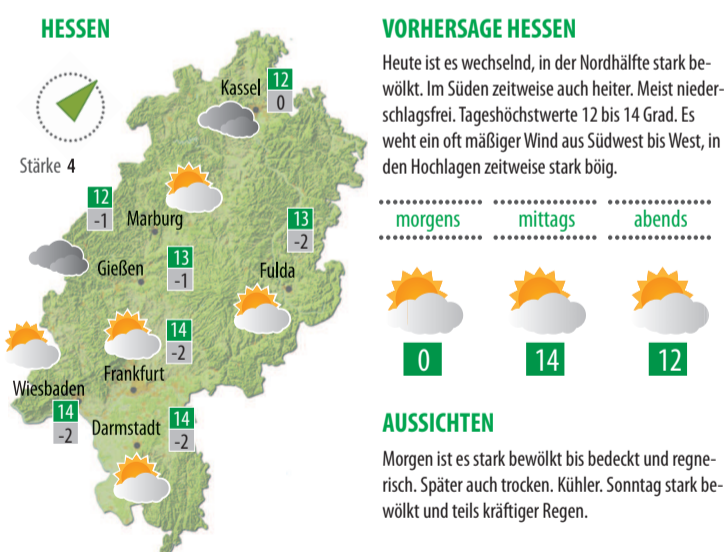 HESSEN
Stärke 4
Kassel
12
0
12
-1
Marburg
13
-2
Fulda
Gießen
13
-1
14
-2
Frankfurt
Wiesbaden
14
-2
Darmstadt
14
-2
VORHERSAGE HESSEN
Heute ist es wechselnd, in der Nordhälfte stark be-
wölkt. Im Süden zeitweise auch heiter. Meist nieder-
schlagsfrei. Tageshöchstwerte 12 bis 14 Grad. Es
weht ein oft mäßiger Wind aus Südwest bis West, in
den Hochlagen zeitweise stark böig.
morgens mittags abends
0 14 12
AUSSICHTEN
Morgen ist es stark bewölkt bis bedeckt und regne-
risch. Später auch trocken. Kühler. Sonntag stark be-
wölkt und teils kräftiger Regen.